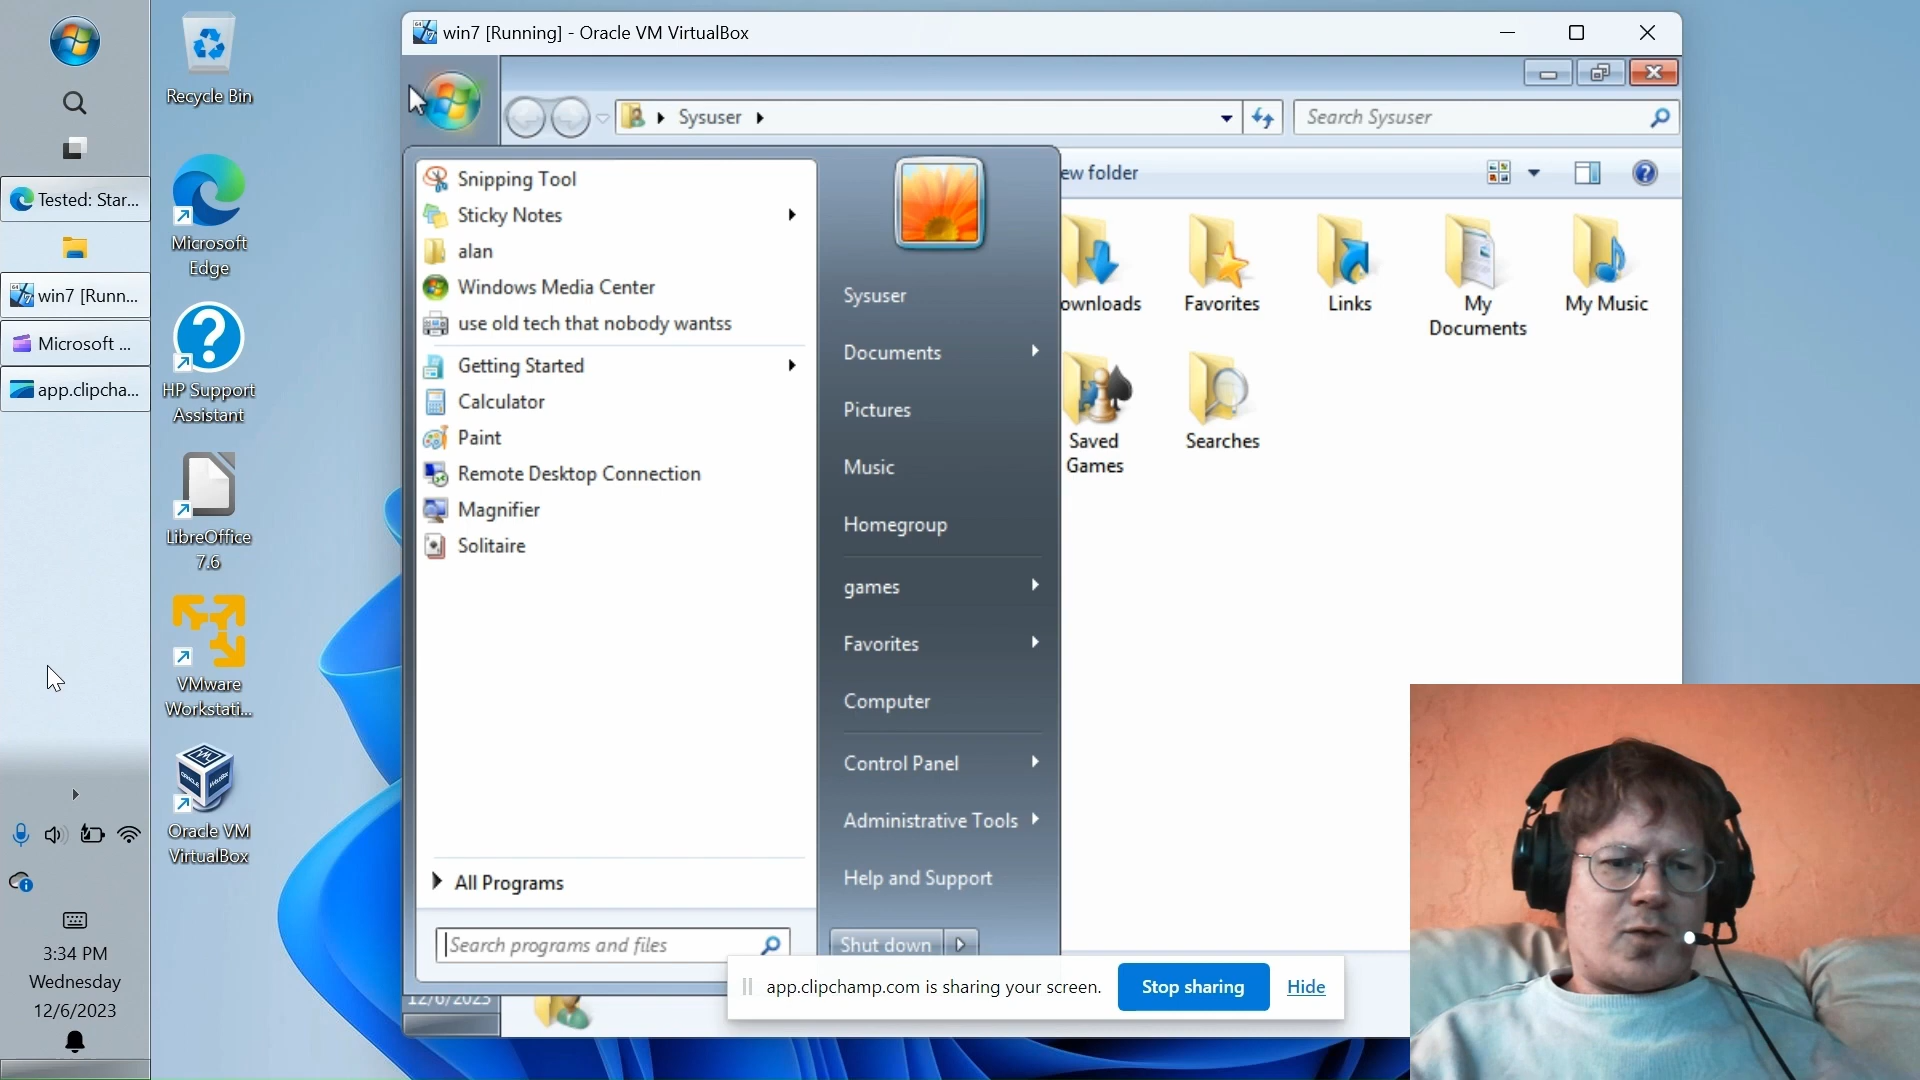 Recycle Bin
Tested: Star...
Microsoft
Edge
win7 [Runn...
Microsoft ...
HP Support
Assistant
app.clipcha...
LibreOffice
7.6
VMware
Workstati...
Oracle VM
VirtualBox
3:34 PM
Wednesday
12/6/2023
win7 [Running] - Oracle VM VirtualBox
Sysuser
Search Sysuser
ew folder
Snipping Tool
Sticky Notes
alan
Windows Media Center
use old tech that nobody wantss
Getting Started
Calculator
Paint
Remote Desktop Connection
Magnifier
Solitaire
All Programs
Search programs and files
Sysuser
Documents
Pictures
Music
Homegroup
games
Favorites
Computer
Control Panel
Administrative Tools
Help and Support
Shut down
ownloads
Favorites
Links
My
Documents
My Music
Saved
Games
Searches
12/6/2023
app.clipchamp.com is sharing your screen.
Stop sharing
Hide